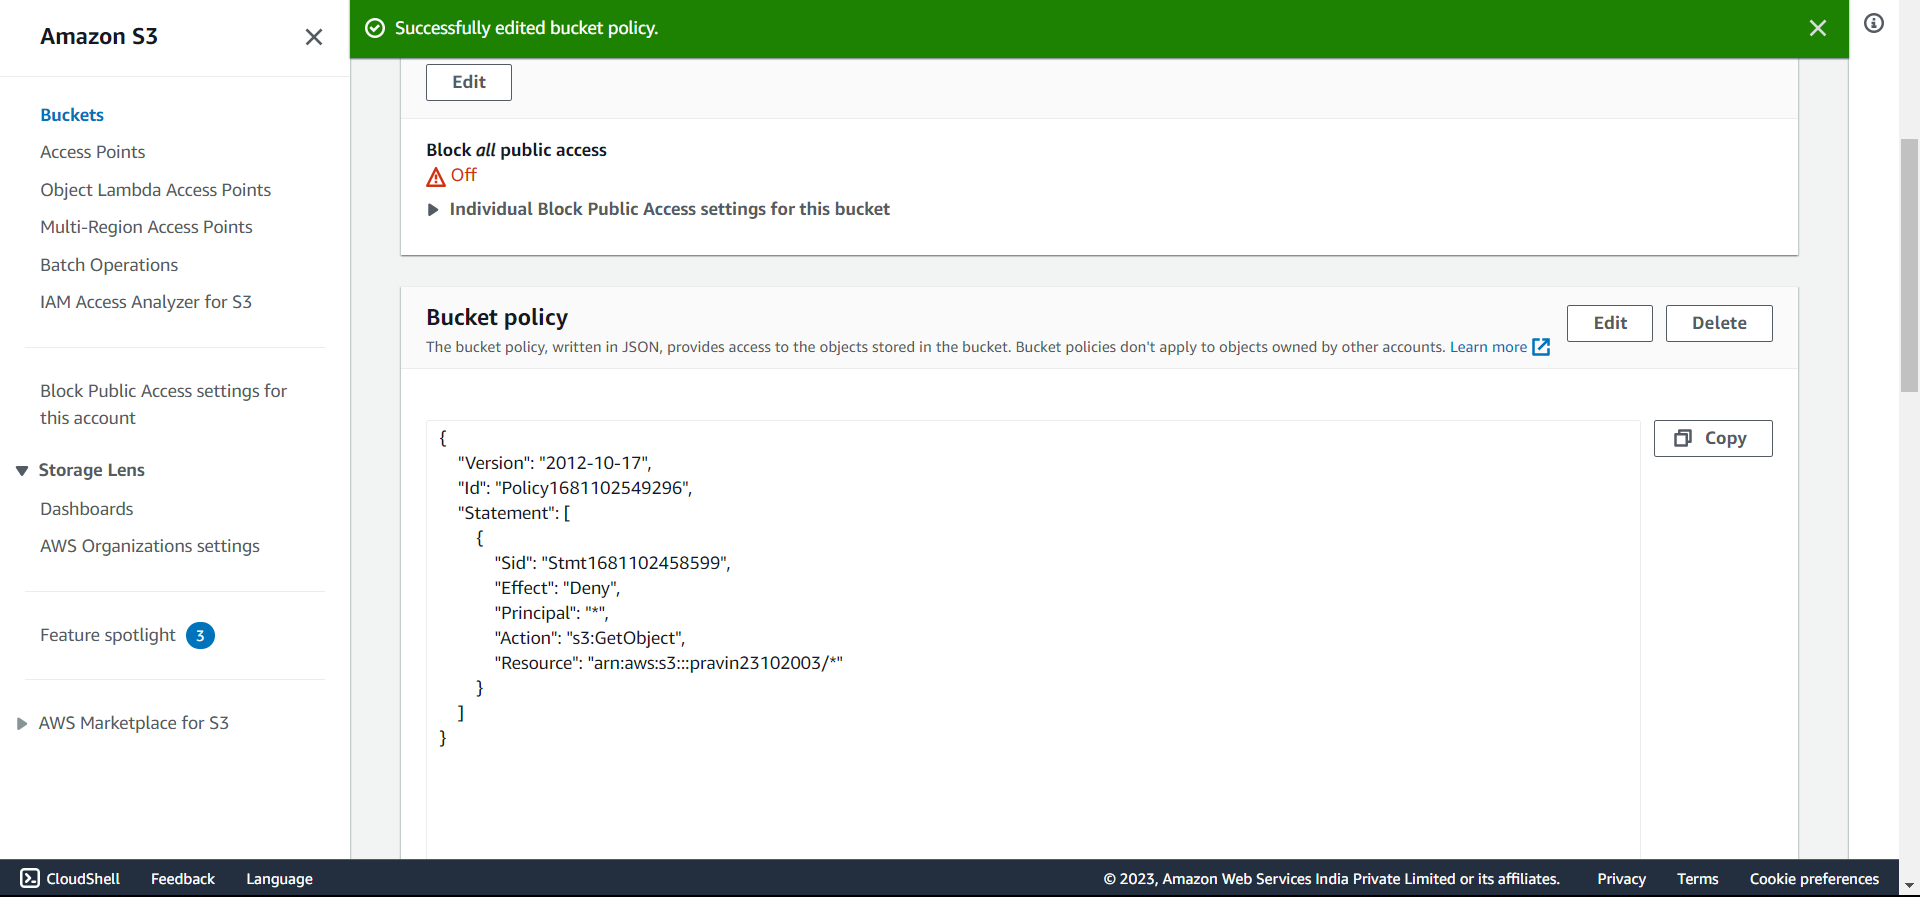 Amazon S3
Buckets
Access Points
Object Lambda Access Points
Multi-Region Access Points
Batch Operations
IAM Access Analyzer for S3
Block Public Access settings for
this account
Storage Lens
Dashboards
AWS Organizations settings
Feature spotlight 3
AWS Marketplace for S3
Successfully edited bucket policy.
Edit
Block all public access
Off
Individual Block Public Access settings for this bucket
Bucket policy
Edit Delete
The bucket policy, written in JSON, provides access to the objects stored in the bucket. Bucket policies don't apply to objects owned by other accounts. Learn more
Copy
{
"Version": "2012-10-17",
"Id": "Policy1681102549296",
"Statement": [
{
"Sid": "Stmt1681102458599",
"Effect": "Deny",
"Principal": "*",
"Action": "s3:GetObject",
"Resource": "arn:aws:s3:::pravin23102003/*"
}
]
}
CloudShell Feedback Language © 2023, Amazon Web Services India Private Limited or its affiliates. Privacy Terms Cookie preferences